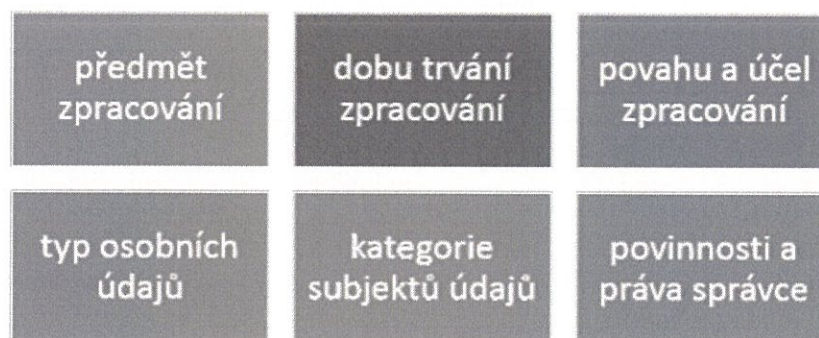 předmět
zpracování
dobu trvání
zpracování
povahu a účel
zpracování
typ osobních
údajů
kategorie
subjektů údajů
povinnosti a
práva správce